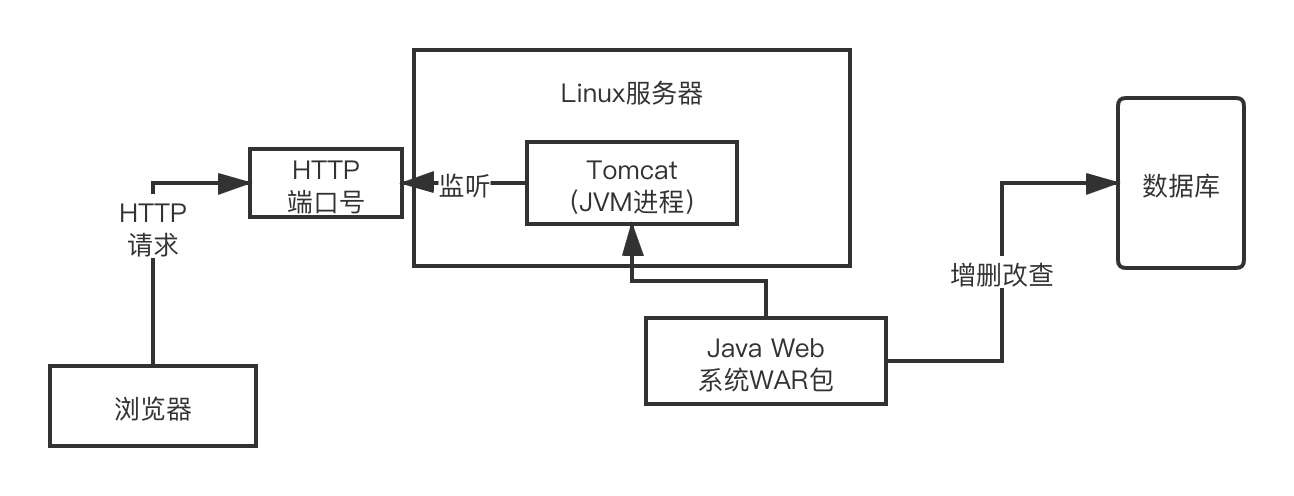 Linux服务器
HTTP
端口号
监听
Tomcat
(JVM进程)
数据库
HTTP
请求
增删改查
Java Web
系统WAR包
浏览器